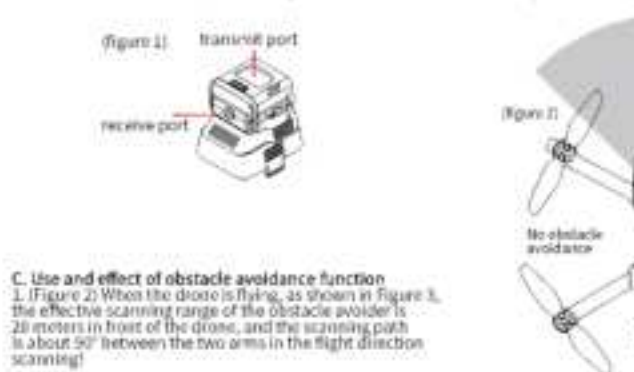 (figure 1)
transmit port
receive port
(figure 2)
No obstacle
avoidance
C. Use and effect of obstacle avoidance function
1. (Figure 2) When the drone is flying, as shown in Figure 3,
the effective scanning range of the obstacle avoider is
20 meters in front of the drone, and the scanning path
is about 90° between the two arms in the flight direction
scanning!